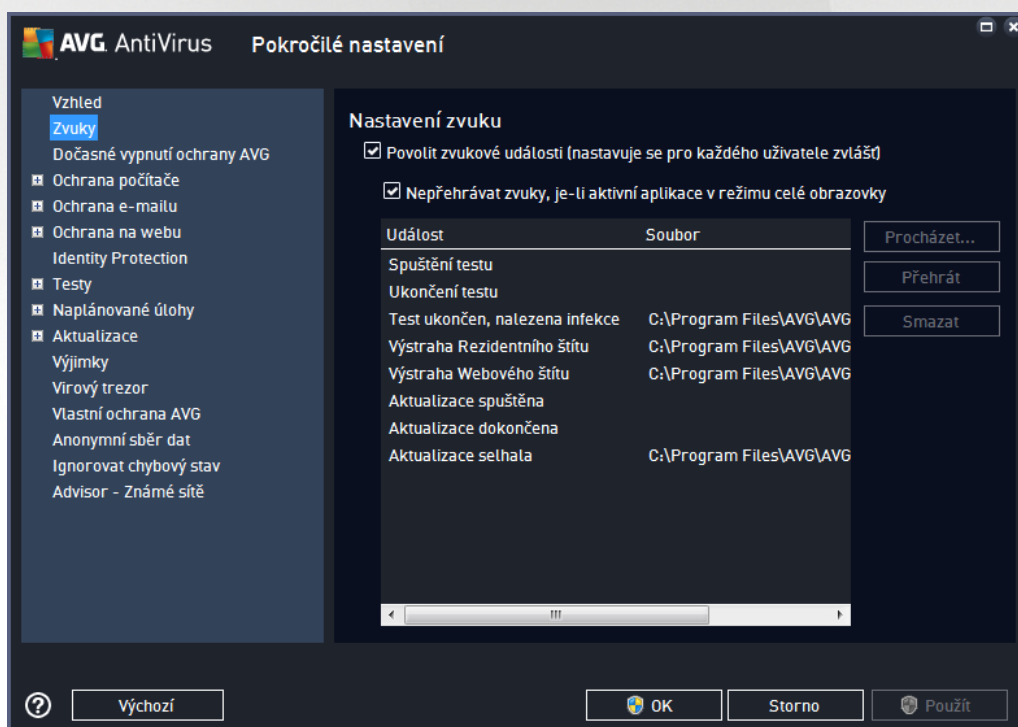 AVG. AntiVirus Pokročilé nastavení
Vzhled
Zvuky
Dočasné vypnutí ochrany AVG
Ochrana počítače
Ochrana e-mailu
Ochrana na webu
Identity Protection
Testy
Naplánované úlohy
Aktualizace
Výjimky
Virový trezor
Vlastní ochrana AVG
Anonymní sběr dat
Ignorovat chybový stav
Advisor - Známé sítě
Nastavení zvuku
Povolit zvukové události (nastavuje se pro každého uživatele zvlášť)
Nepřehrávat zvuky, je-li aktivní aplikace v režimu celé obrazovky
Událost Soubor
Spuštění testu
Ukončení testu
Test ukončen, nalezena infekce C:\Program Files\AVG\AVG
Výstraha Rezidentního štítu C:\Program Files\AVG\AVG
Výstraha Webového štítu C:\Program Files\AVG\AVG
Aktualizace spuštěna
Aktualizace dokončena
Aktualizace selhala C:\Program Files\AVG\AVG
Procházet...
Přehrát
Smazat
Výchozí
OK
Storno
Použít